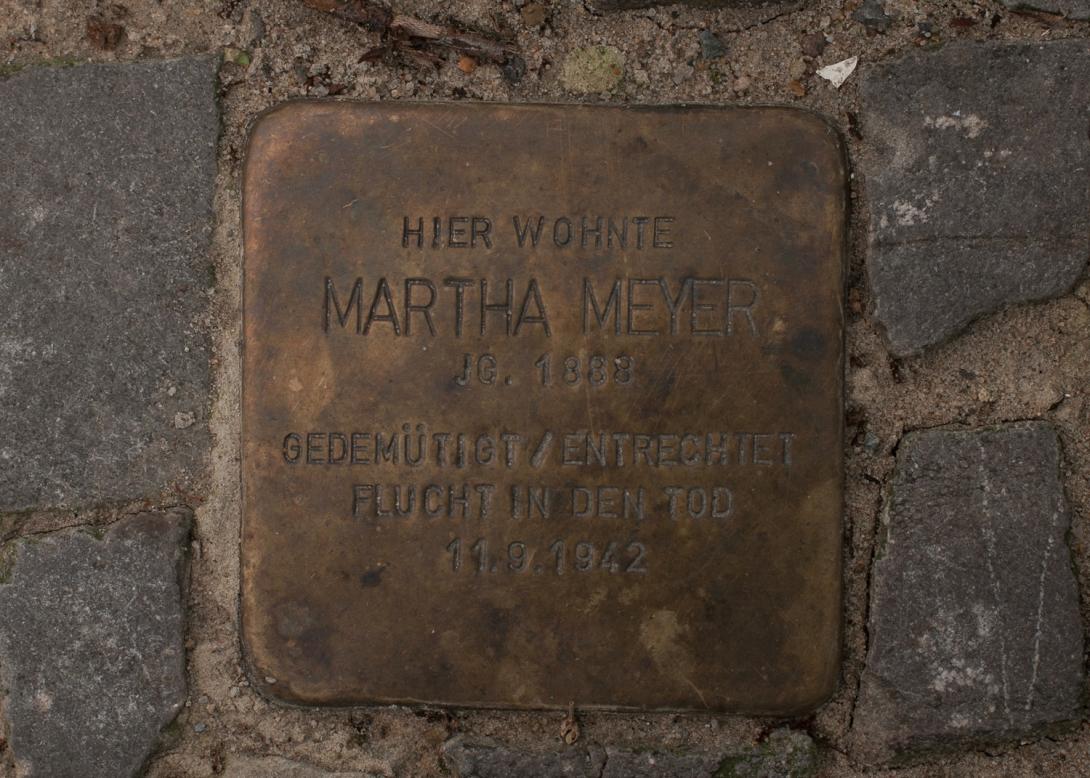 HIER WOHNTE
MARTHA MEYER
JG. 1888
GEDEMÜTIGT/ENTRECHTET
FLUCHT IN DEN TOD
11.9.1942